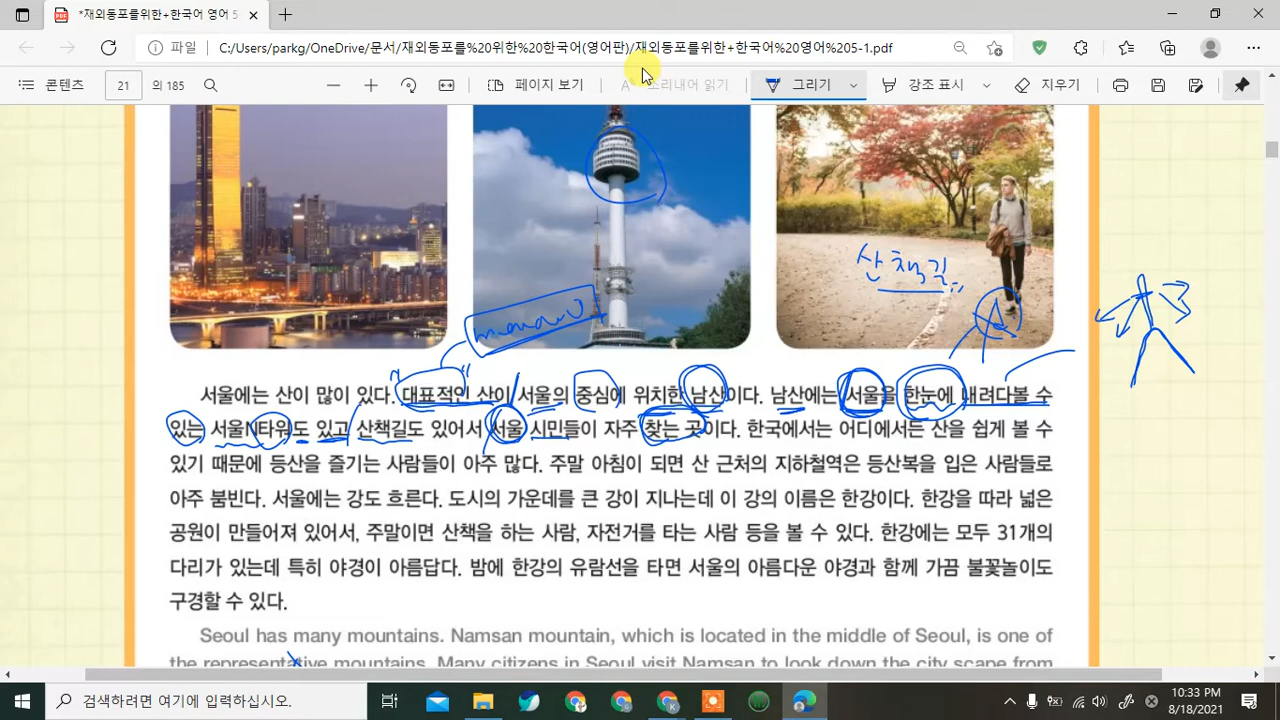 *재외동포를위한+한국어 영어 5
파일 C:/Users/parkg/OneDrive/문서/재외동포를%20위한%20한국어(영어판)/재외동포를위한+한국어%20영어%205-1.pdf
콘텐츠 21 의 185 페이지 보기 소리내어 읽기 그리기 강조 표시 지우기
산책길
서울에는 산이 많이 있다. 대표적인 산이 서울의 중심에 위치한 남산이다. 남산에는 서울을 한눈에 내려다볼 수
있는 서울N타워도 있고 산책길도 있어서 서울 시민들이 자주 찾는 곳이다. 한국에서는 어디에서든 산을 쉽게 볼 수
있기 때문에 등산을 즐기는 사람들이 아주 많다. 주말 아침이 되면 산 근처의 지하철역은 등산복을 입은 사람들로
아주 붐빈다. 서울에는 강도 흐른다. 도시의 가운데를 큰 강이 지나는데 이 강의 이름은 한강이다. 한강을 따라 넓은
공원이 만들어져 있어서, 주말이면 산책을 하는 사람, 자전거를 타는 사람 등을 볼 수 있다. 한강에는 모두 31개의
다리가 있는데 특히 야경이 아름답다. 밤에 한강의 유람선을 타면 서울의 아름다운 야경과 함께 가끔 불꽃놀이도
구경할 수 있다.
Seoul has many mountains. Namsan mountain, which is located in the middle of Seoul, is one of
the representative mountains. Many citizens in Seoul visit Namsan to look down the city scape from
검색하려면 여기에 입력하십시오.
10:33 PM
8/18/2021